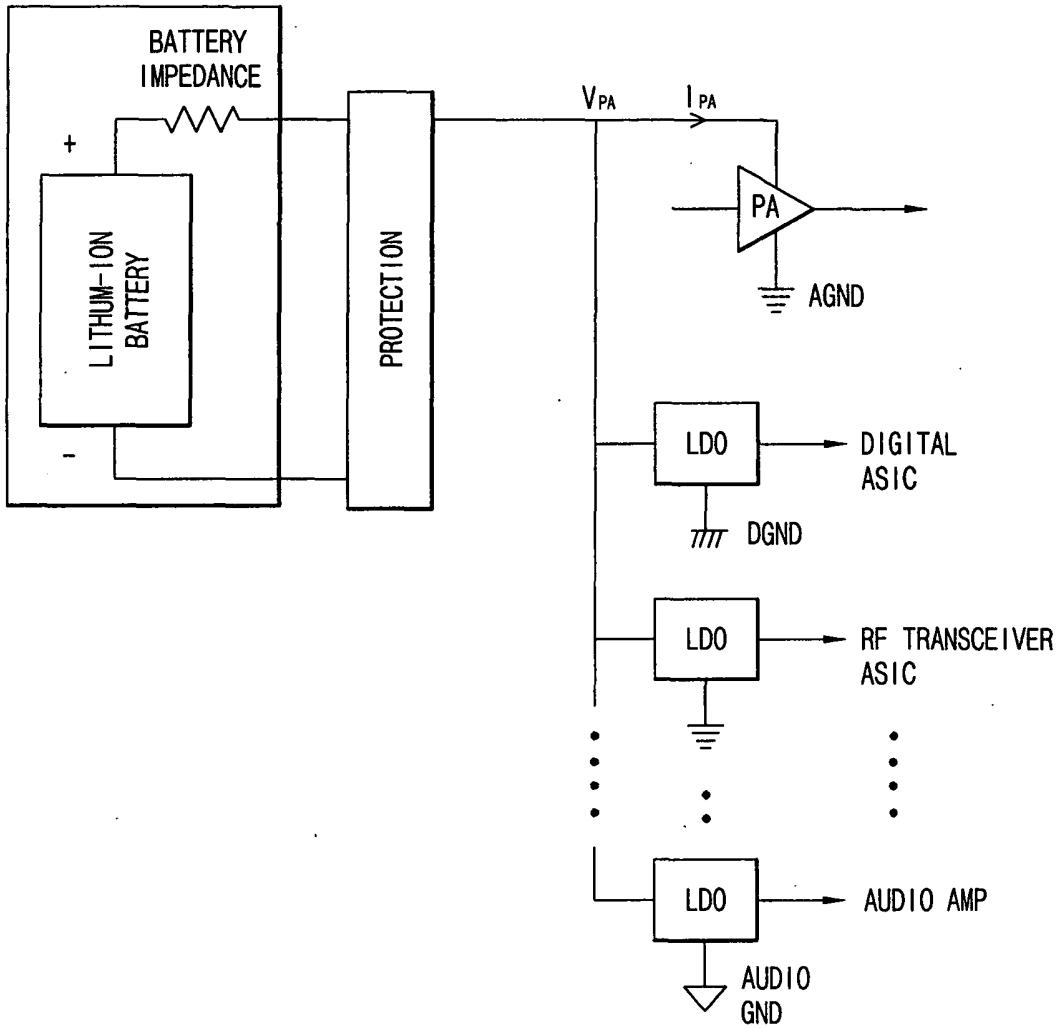 BATTERY
IMPEDANCE
+
LITHUM-ION
BATTERY
-
PROTECTION
VPA
IPA
PA
AGND
LDO
DIGITAL
ASIC
DGND
LDO
RF TRANSCEIVER
ASIC
LDO
AUDIO AMP
AUDIO
GND